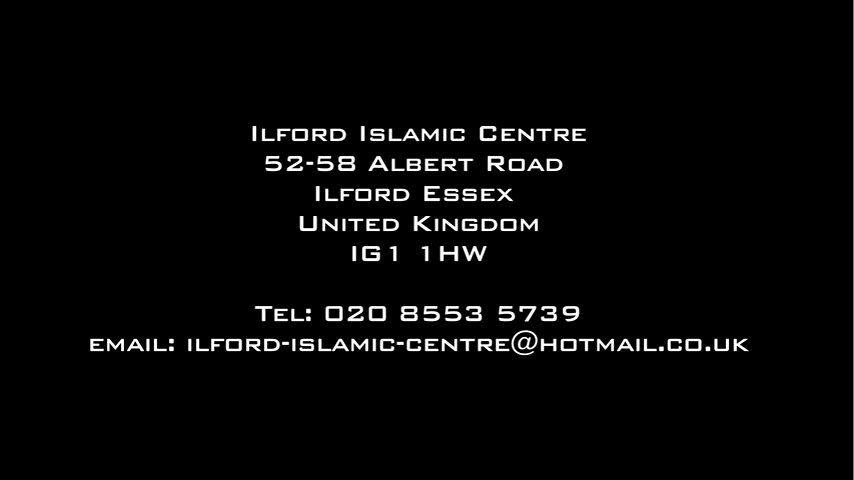 Ilford Islamic Centre
52-58 Albert Road
Ilford Essex
United Kingdom
IG1 1HW
Tel: 020 8553 5739
email: ilford-islamic-centre@hotmail.co.uk